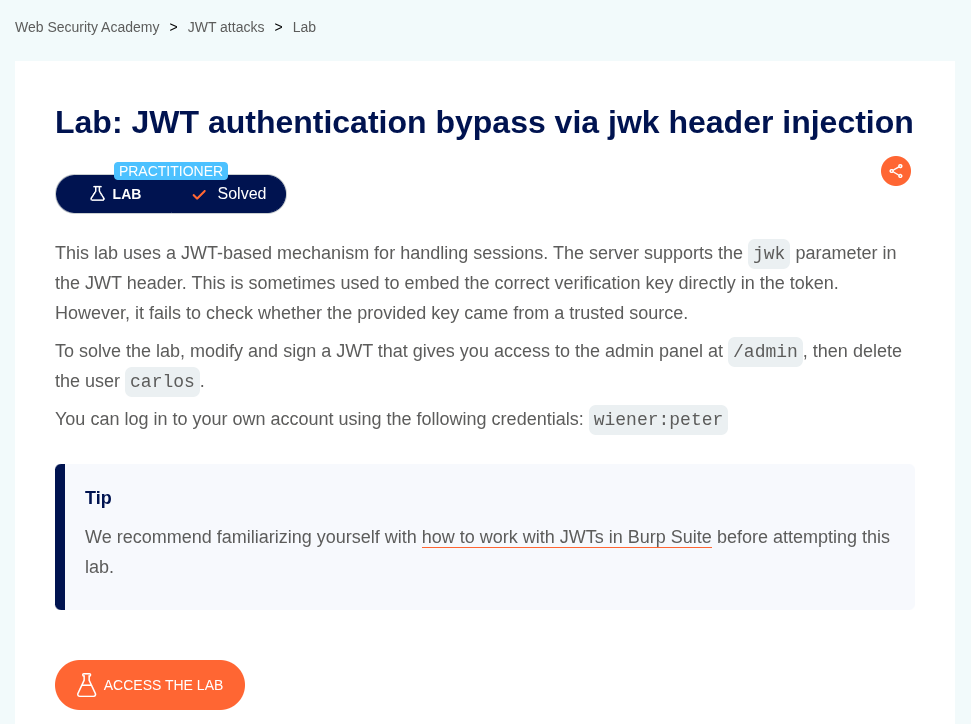 Web Security Academy > JWT attacks > Lab
Lab: JWT authentication bypass via jwk header injection
PRACTITIONER
LAB Solved
This lab uses a JWT-based mechanism for handling sessions. The server supports the jwk parameter in
the JWT header. This is sometimes used to embed the correct verification key directly in the token.
However, it fails to check whether the provided key came from a trusted source.
To solve the lab, modify and sign a JWT that gives you access to the admin panel at /admin, then delete
the user carlos.
You can log in to your own account using the following credentials: wiener:peter
Tip
We recommend familiarizing yourself with how to work with JWTs in Burp Suite before attempting this
lab.
ACCESS THE LAB